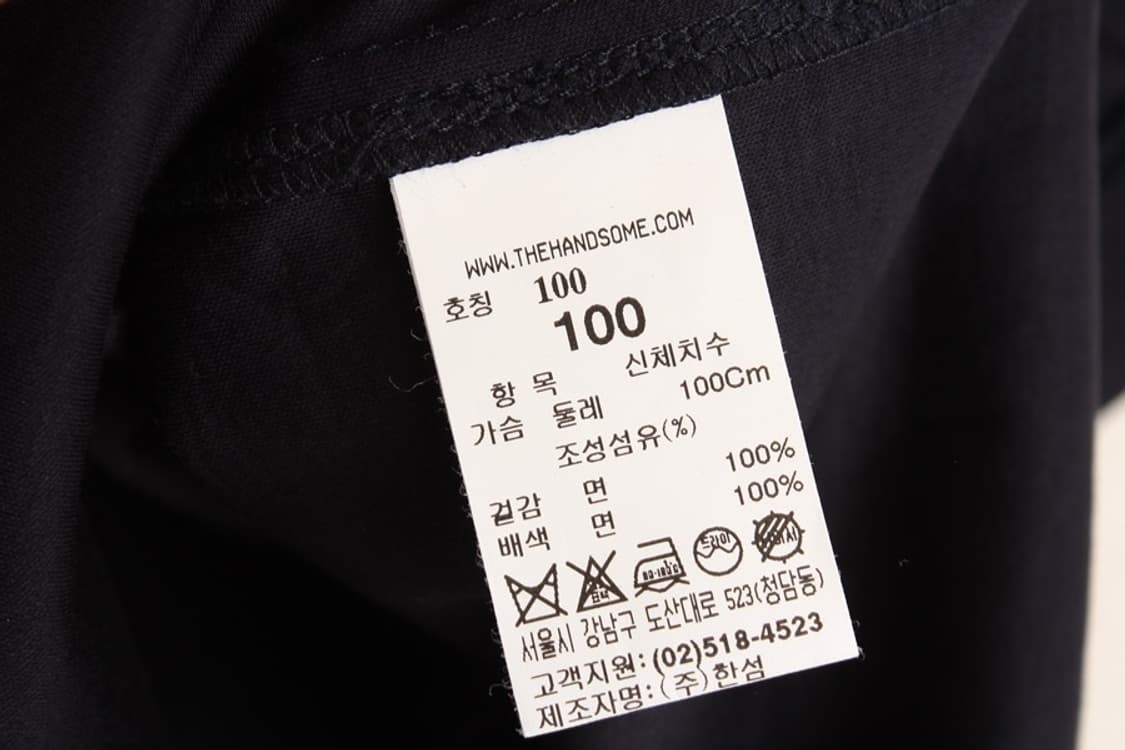 WWW.THEHANDSOME.COM
호칭 100
100
항 목 신체치수
가슴 둘레 100Cm
조성섬유(%)
겉감 면 100%
배색 면 100%
드라이
서울시 강남구 도산대로 523(청담동)
고객지원: (02)518-4523
제조자명: (주)한섬